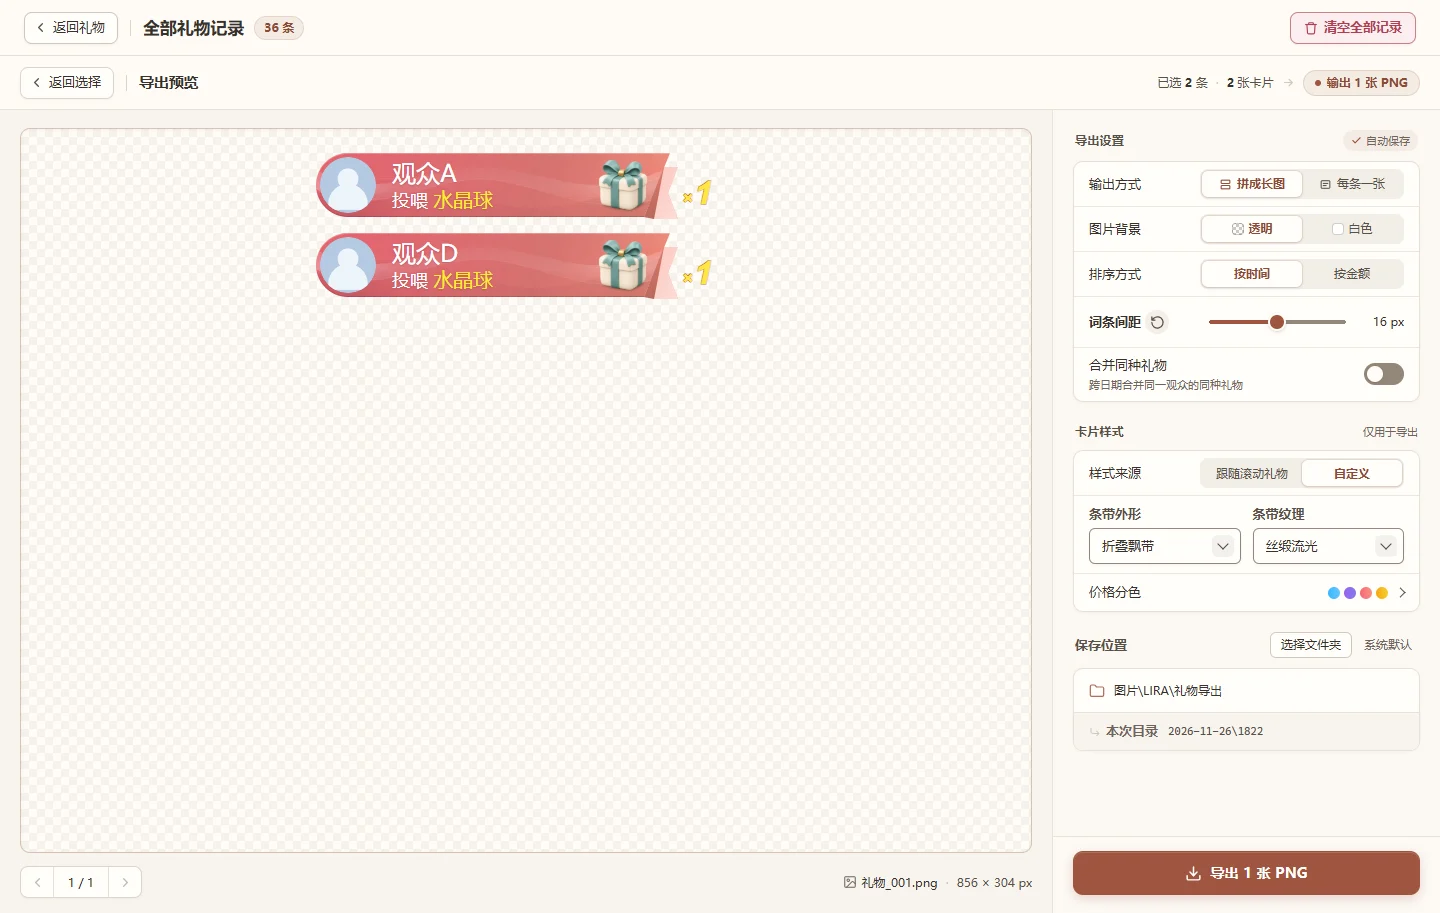 返回礼物
全部礼物记录
36 条
清空全部记录
返回选择
导出预览
已选 2 条 · 2 张卡片 → 输出 1 张 PNG
观众A
投喂 水晶球
×1
观众D
投喂 水晶球
×1
1 / 1
礼物_001.png · 856 × 304 px
导出设置
自动保存
输出方式
拼成长图
每条一张
图片背景
透明
白色
排序方式
按时间
按金额
词条间距
16 px
合并同种礼物
跨日期合并同一观众的同种礼物
卡片样式
仅用于导出
样式来源
跟随滚动礼物
自定义
条带外形
条带纹理
折叠飘带
丝缎流光
价格分色
保存位置
选择文件夹
系统默认
图片\LIRA\礼物导出
本次目录 2026-11-26\1822
导出 1 张 PNG